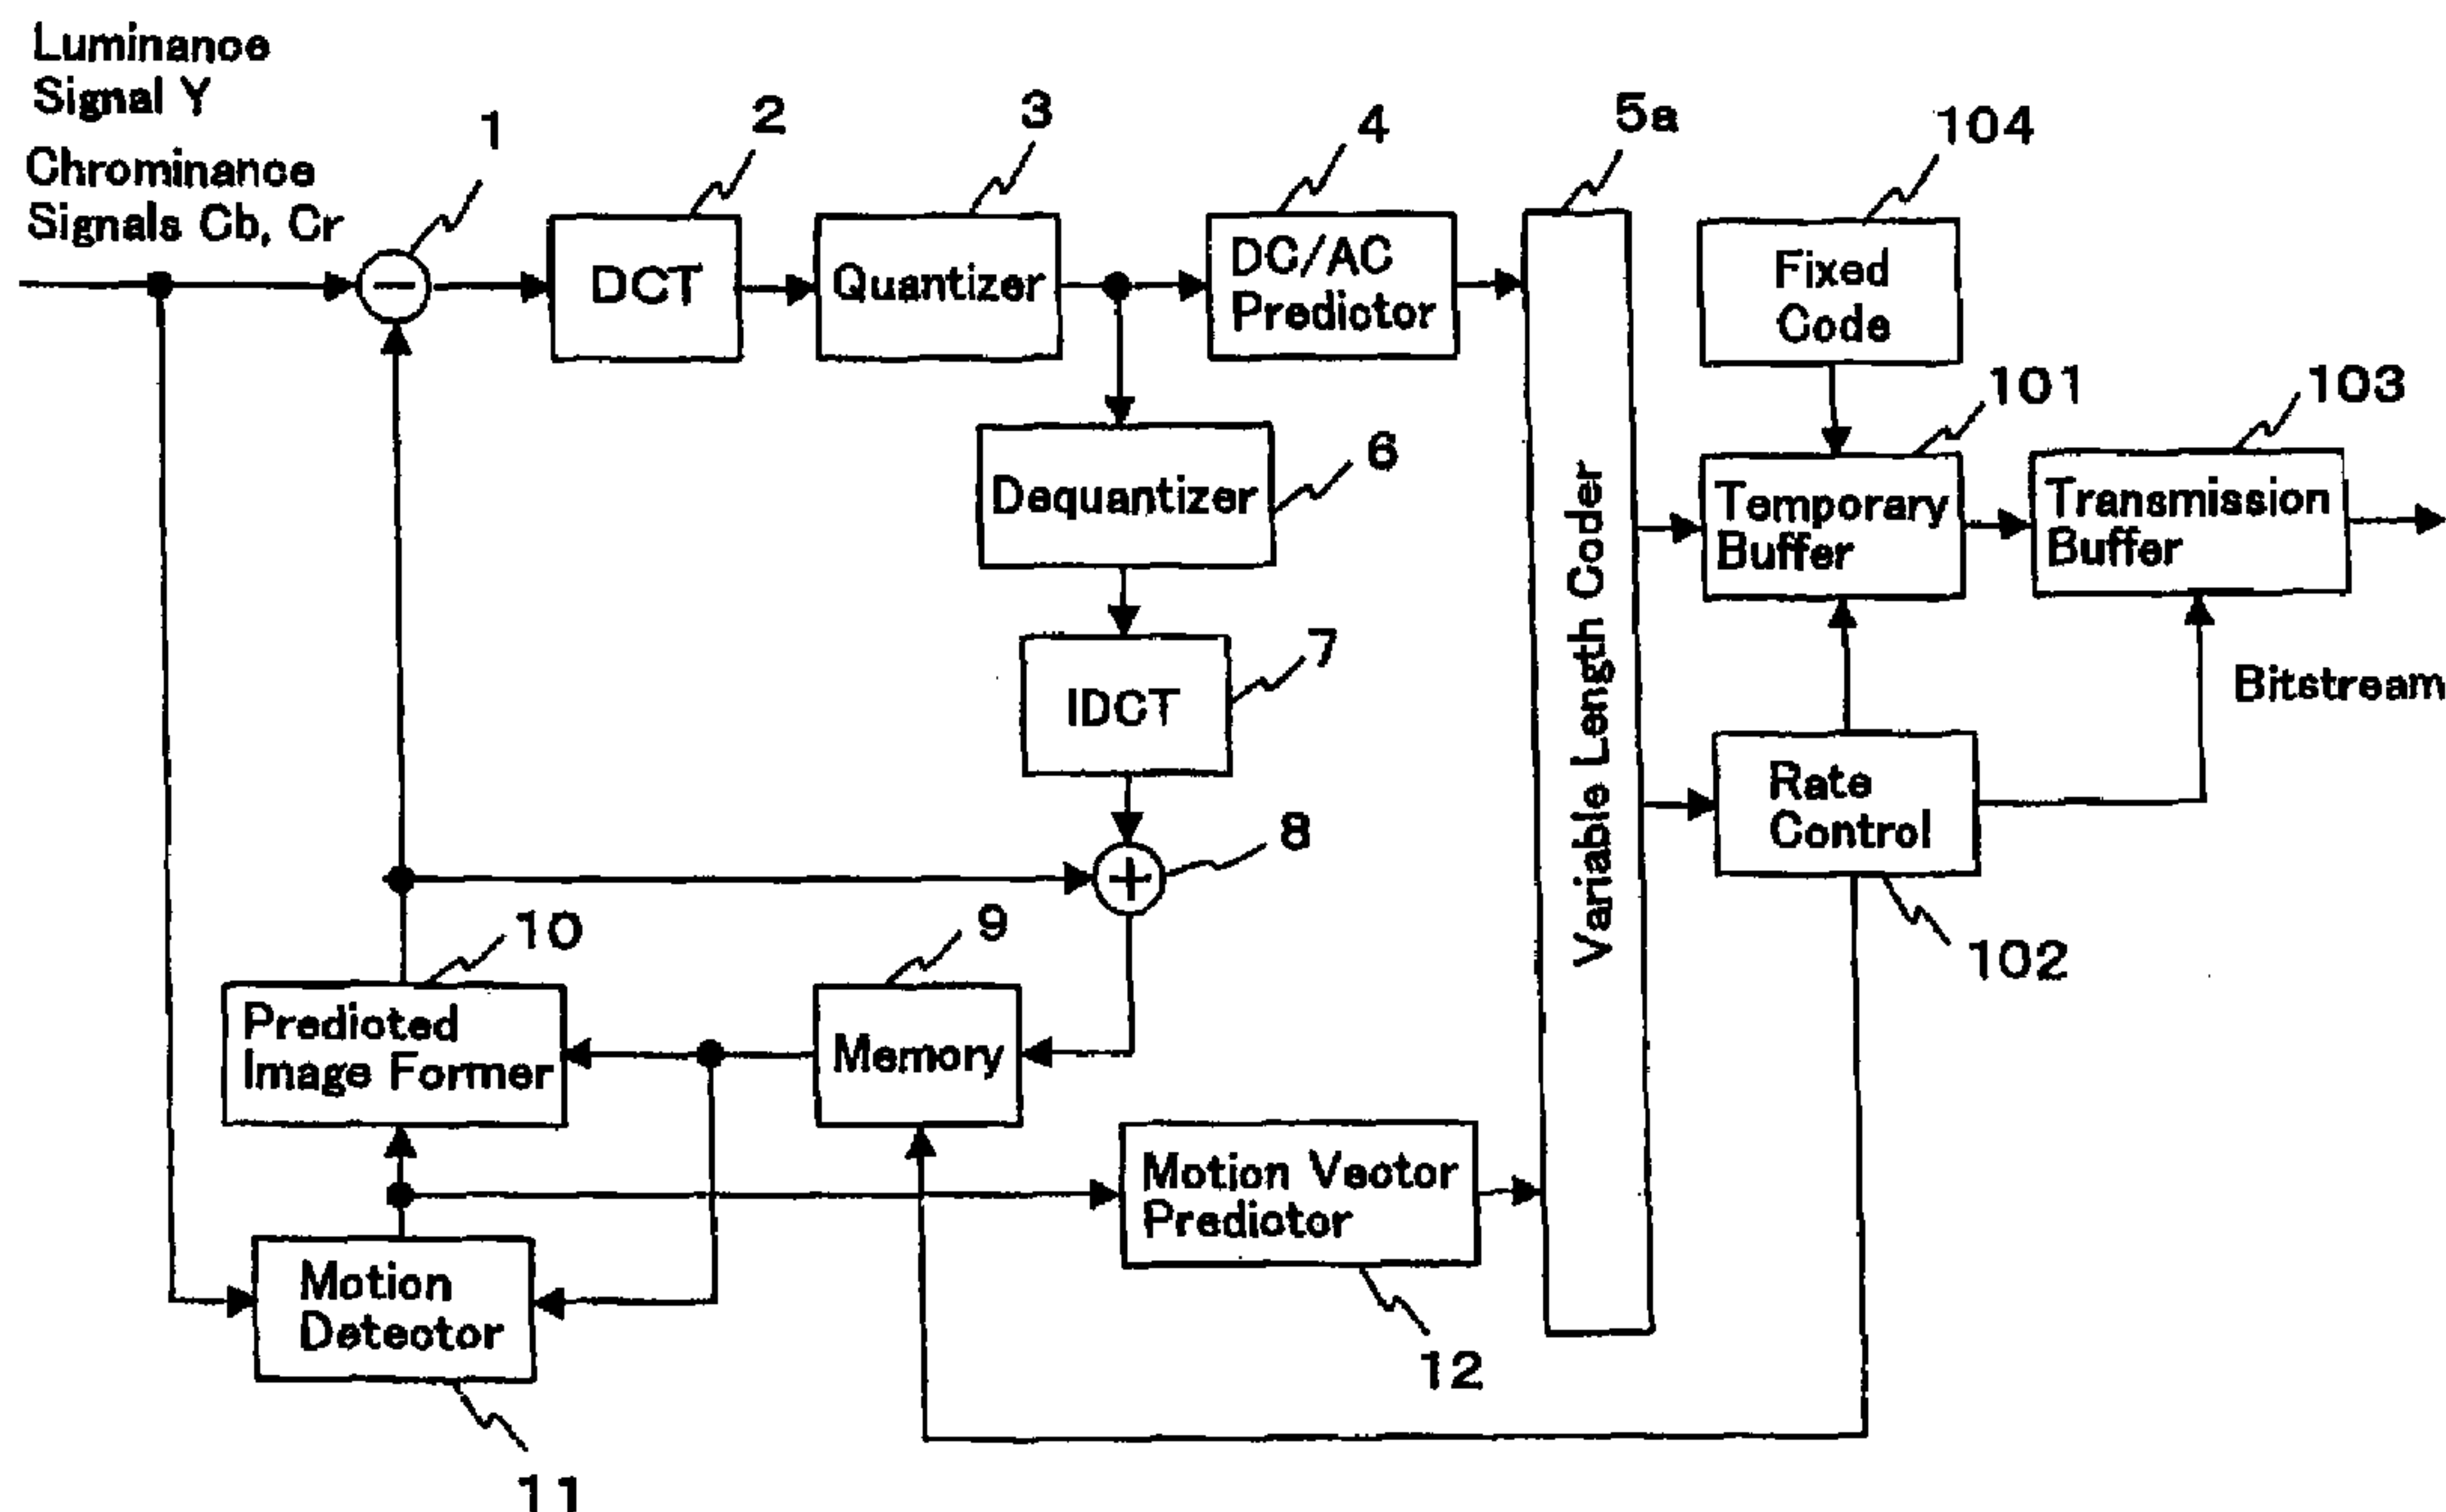 Luminance
Signal Y
Chrominance
Signals Cb, Cr
1
2
3
4
5a
104
DCT
Quantizer
DC/AC
Predictor
Fixed
Code
101
103
6
Dequantizer
Temporary
Buffer
Transmission
Buffer
Variable Length Coder
7
IDCT
Bitstream
Rate
Control
8
102
10
9
Predicted
Image Former
Memory
Motion Vector
Predictor
Motion
Detector
12
11